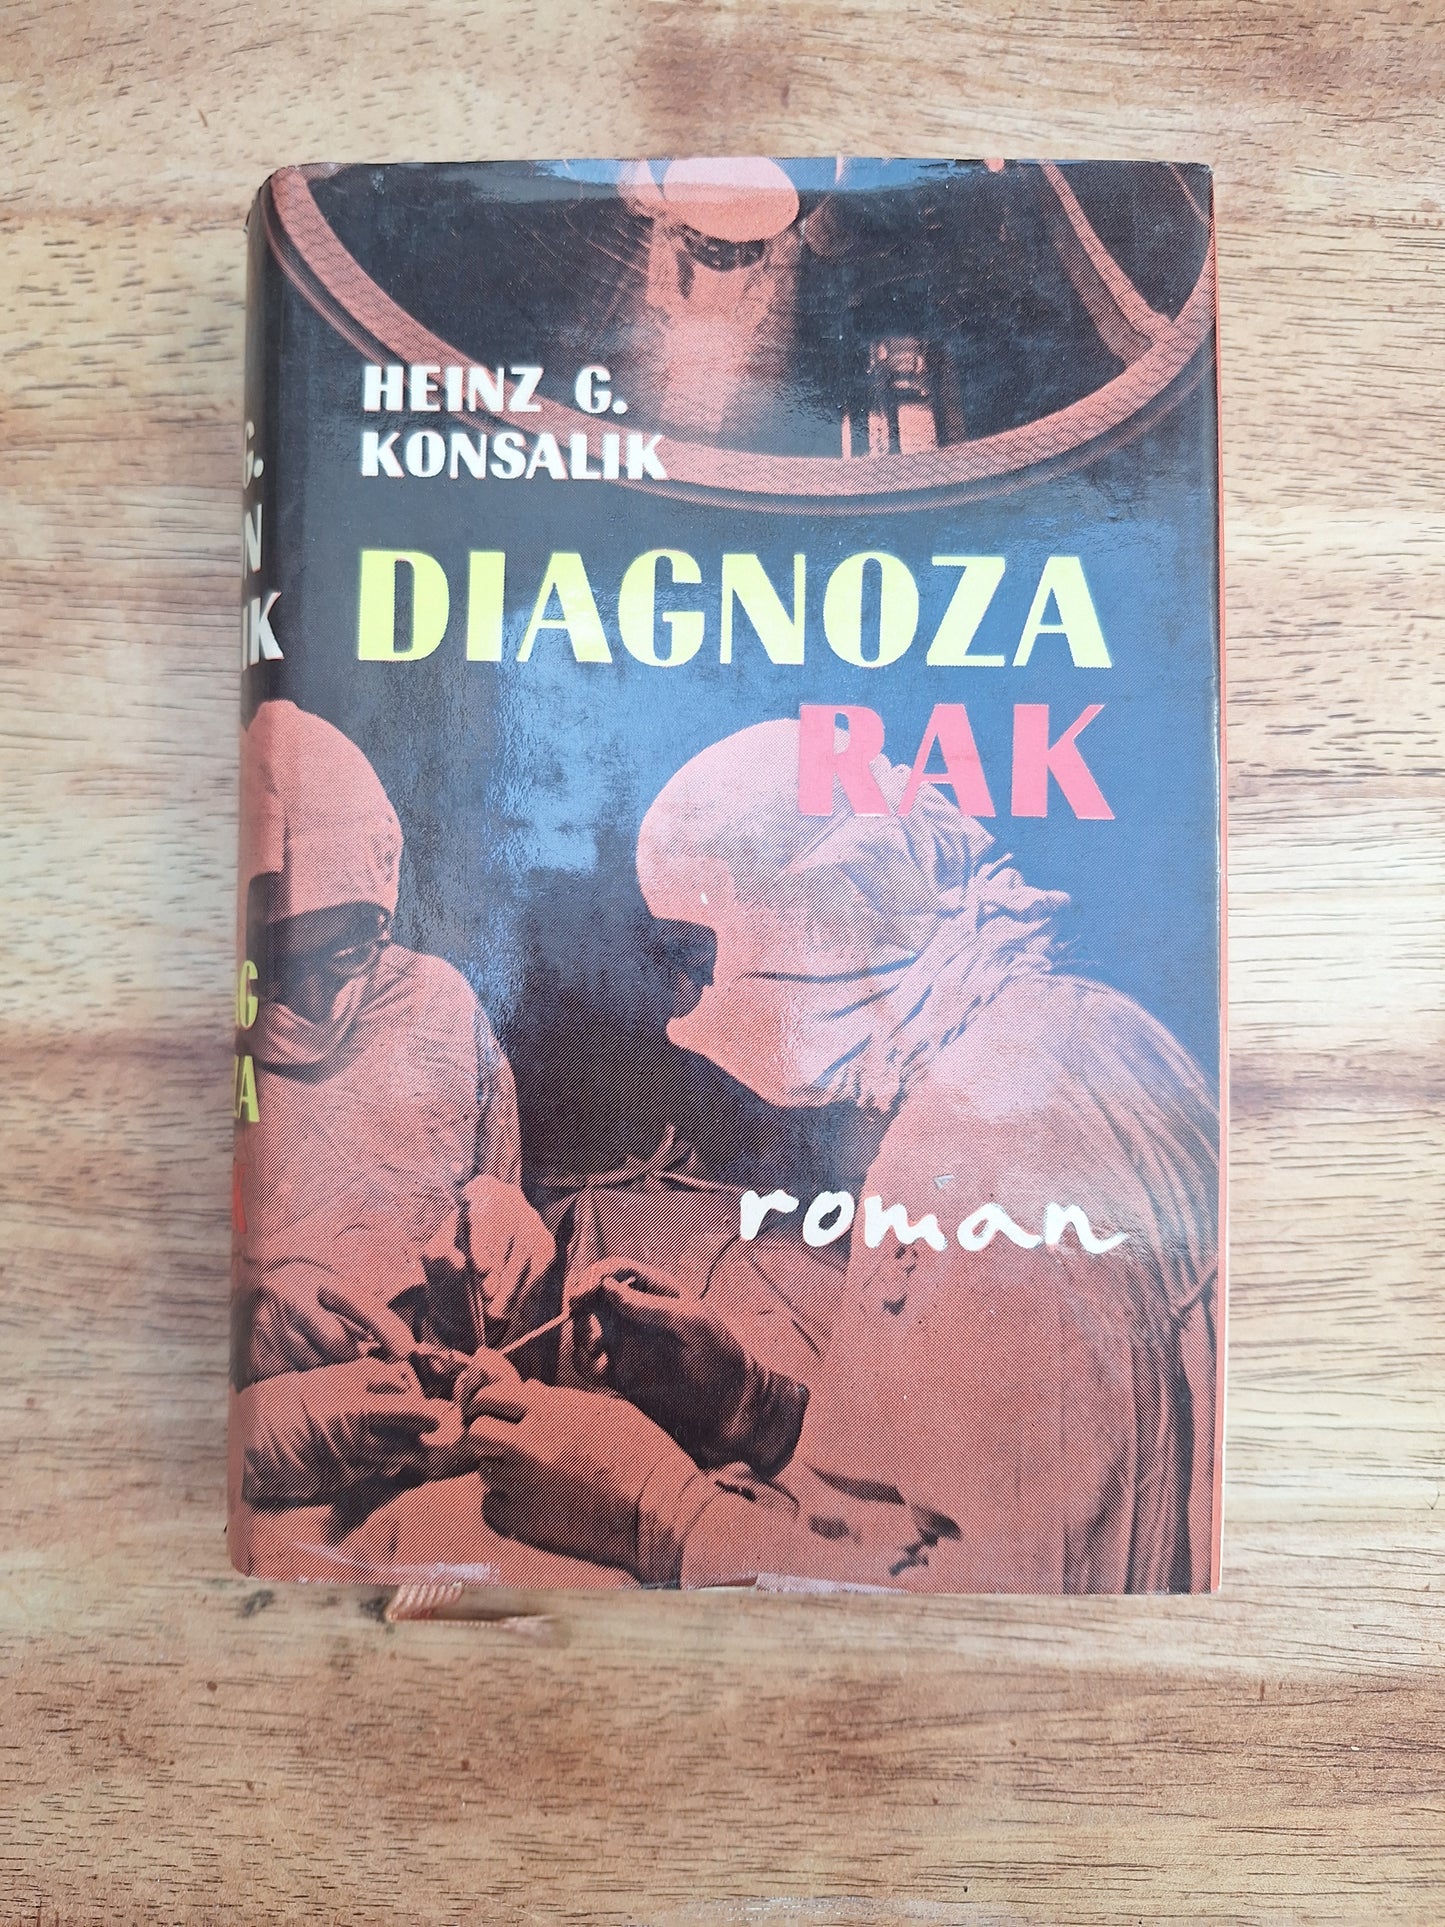 HEINZ G.
KONSALIK
DIAGNOZA
RAK
roman
G.